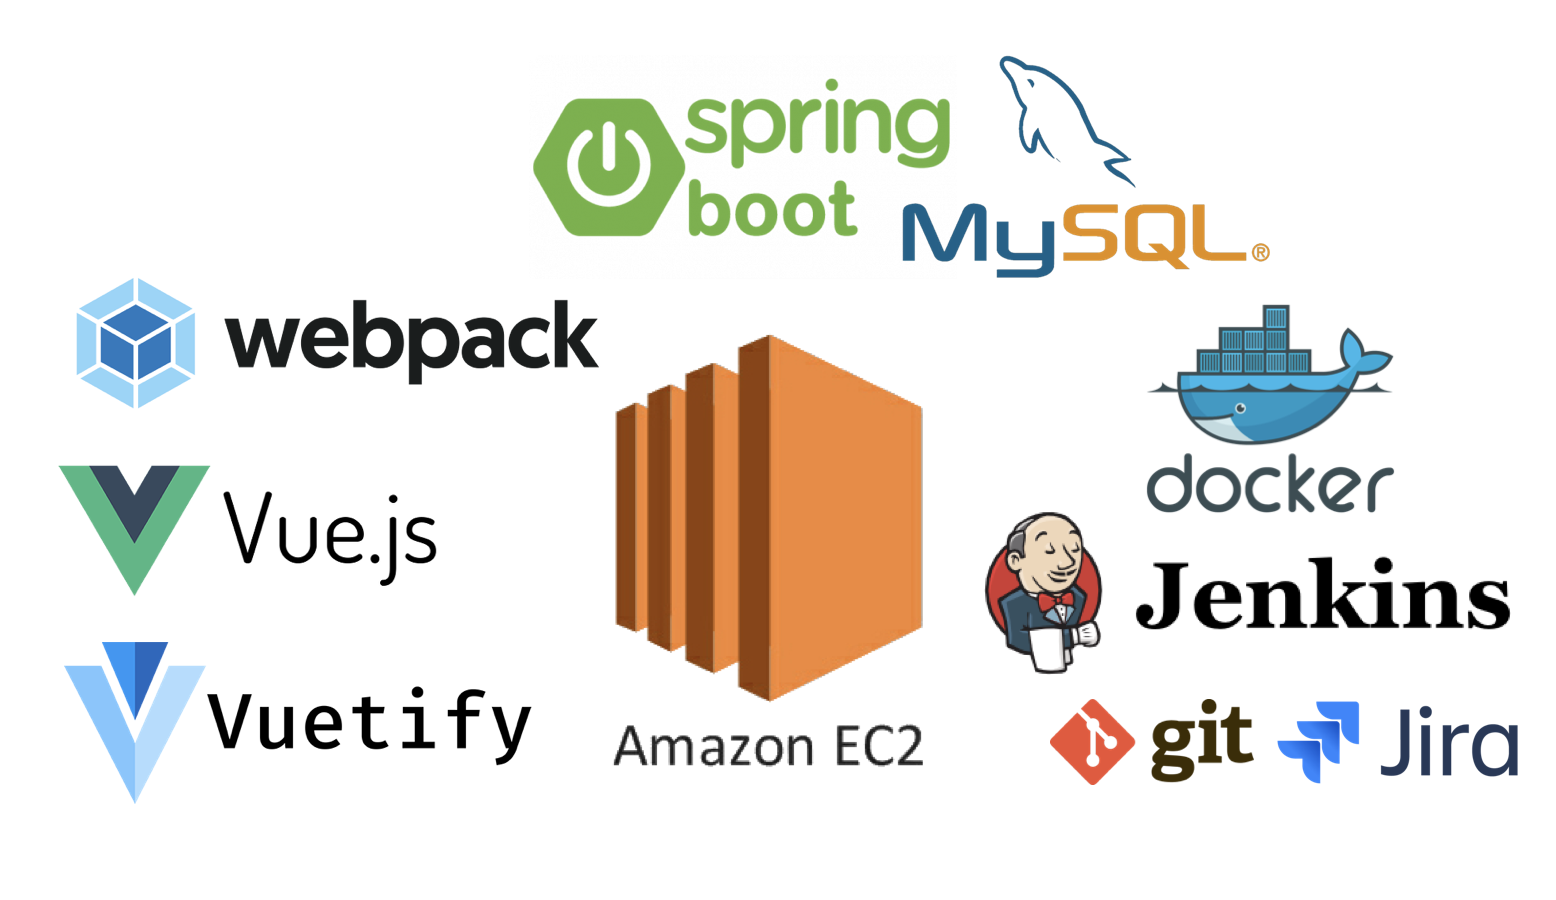 spring
boot
MySQL®
webpack
Vue.js
Vuetify
Amazon EC2
docker
Jenkins
git
Jira